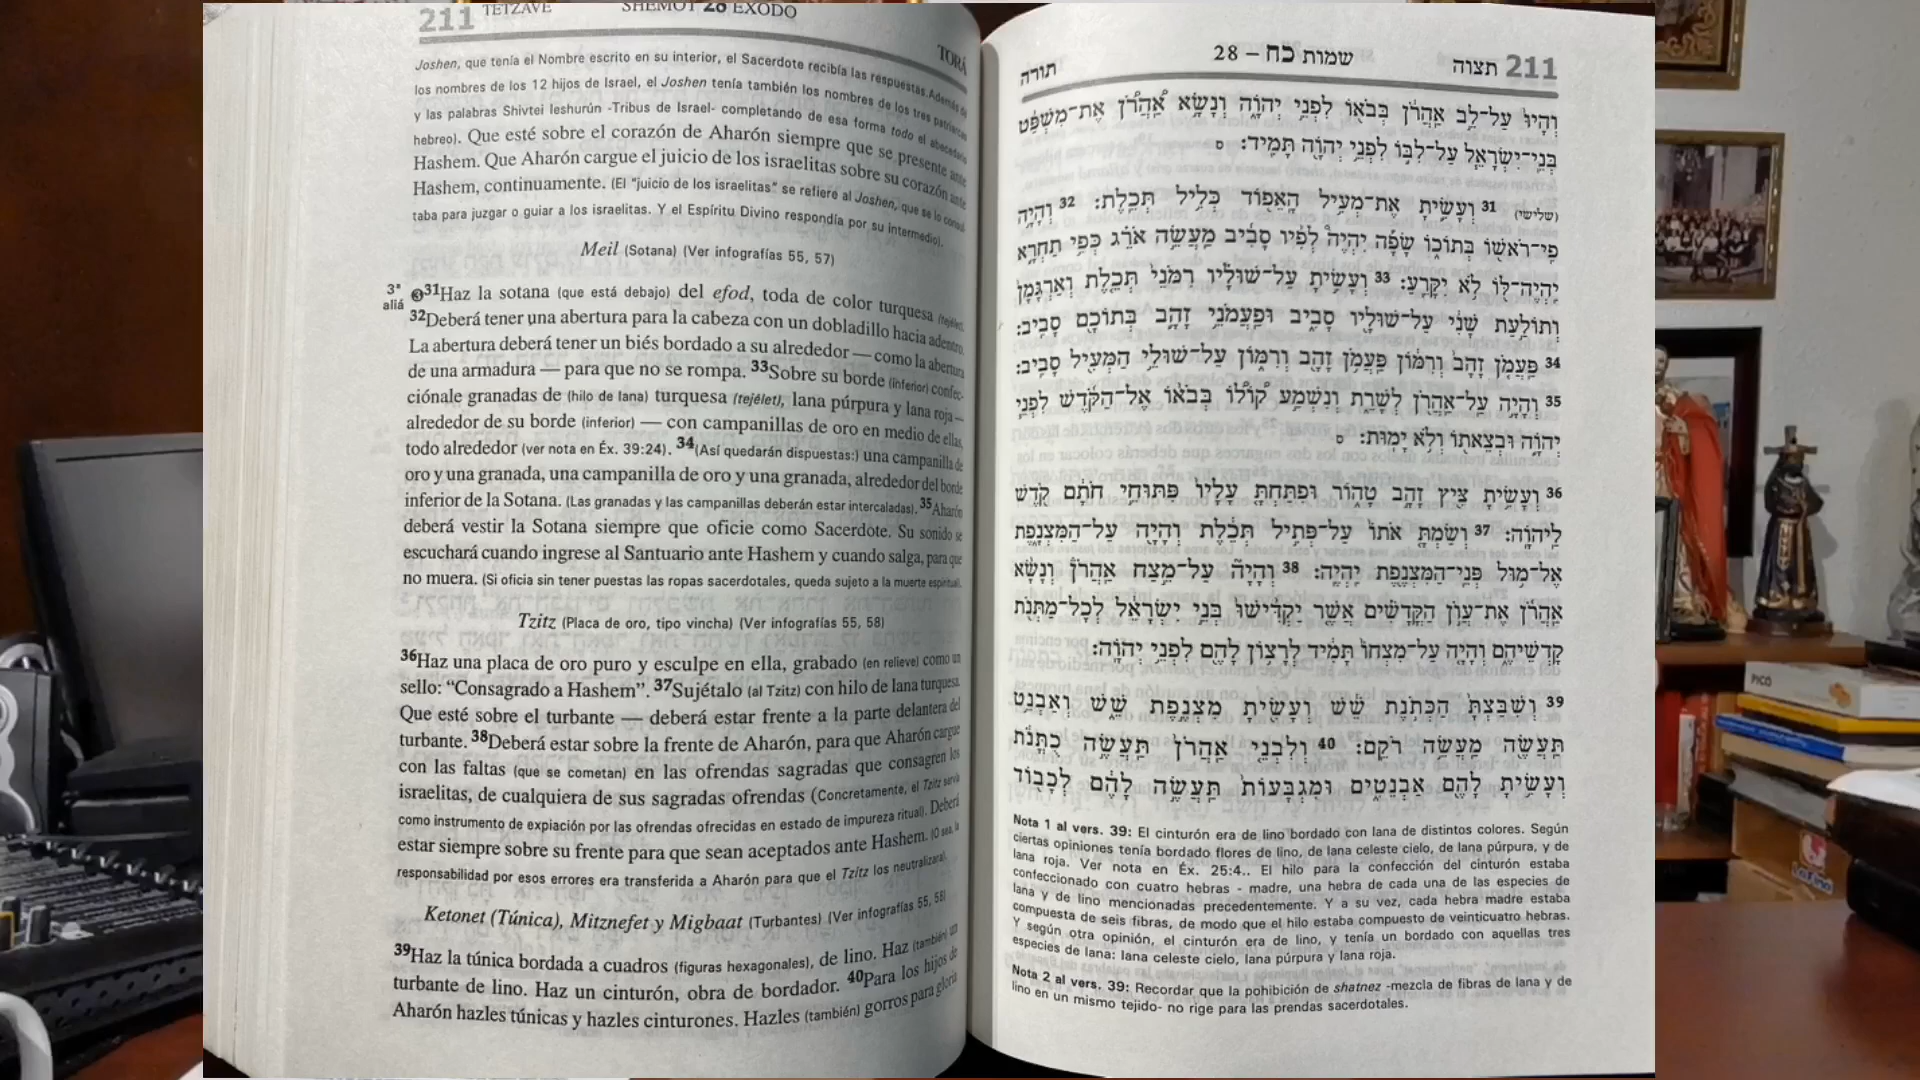 211 TETZAVE SHEMOT 28 EXODO
TORÁ
Joshen, que tenía el Nombre escrito en su interior, el Sacerdote recibía las respuestas. Además de
los nombres de los 12 hijos de Israel, el Joshen tenía también los nombres de los tres patriarcas
y las palabras Shivtei Ieshurún -Tribus de Israel- completando de esa forma todo el abecedario
hebreo). Que esté sobre el corazón de Aharón siempre que se presente ante
Hashem. Que Aharón cargue el juicio de los israelitas sobre su corazón ante
Hashem, continuamente. (El "juicio de los israelitas" se refiere al Joshen, que se lo consul-
taba para juzgar o guiar a los israelitas. Y el Espíritu Divino respondía por su intermedio).
Meil (Sotana) (Ver infografías 55, 57)
3ª aliá
❸31Haz la sotana (que está debajo) del efod, toda de color turquesa (tejélet).
32Deberá tener una abertura para la cabeza con un dobladillo hacia adentro.
La abertura deberá tener un biés bordado a su alrededor — como la abertura
de una armadura — para que no se rompa. 33Sobre su borde (inferior) confec-
ciónale granadas de (hilo de lana) turquesa (tejélet), lana púrpura y lana roja —
alrededor de su borde (inferior) — con campanillas de oro en medio de ellas,
todo alrededor (ver nota en Éx. 39:24). 34(Así quedarán dispuestas:) una campanilla de
oro y una granada, una campanilla de oro y una granada, alrededor del borde
inferior de la Sotana. (Las granadas y las campanillas deberán estar intercaladas). 35Aharón
deberá vestir la Sotana siempre que oficie como Sacerdote. Su sonido se
escuchará cuando ingrese al Santuario ante Hashem y cuando salga, para que
no muera. (Si oficia sin tener puestas las ropas sacerdotales, queda sujeto a la muerte espiritual).
Tzitz (Placa de oro, tipo vincha) (Ver infografías 55, 58)
36Haz una placa de oro puro y esculpe en ella, grabado (en relieve) como un
sello: “Consagrado a Hashem”. 37Sujétalo (al Tzitz) con hilo de lana turquesa.
Que esté sobre el turbante — deberá estar frente a la parte delantera del
turbante. 38Deberá estar sobre la frente de Aharón, para que Aharón cargue
con las faltas (que se cometan) en las ofrendas sagradas que consagren los
israelitas, de cualquiera de sus sagradas ofrendas (Concretamente, el Tzitz servía
como instrumento de expiación por las ofrendas ofrecidas en estado de impureza ritual). Deberá
estar siempre sobre su frente para que sean aceptados ante Hashem. (O sea, la
responsabilidad por esos errores era transferida a Aharón para que el Tzitz los neutralizara).
Ketonet (Túnica), Mitznefet y Migbaat (Turbantes) (Ver infografías 55, 58)
39Haz la túnica bordada a cuadros (figuras hexagonales), de lino. Haz (también) un
turbante de lino. Haz un cinturón, obra de bordador. 40Para los hijos de
Aharón hazles túnicas y hazles cinturones. Hazles (también) gorros para gloria
211 תצוה שמות כח – 28 תורה
וְהָיוּ עַל־לֵב אַהֲרֹן בְּבֹאוֹ לִפְנֵי יְהוָה וְנָשָׂא אַהֲרֹן אֶת־מִשְׁפַּט
בְּנֵי־יִשְׂרָאֵל עַל־לִבּוֹ לִפְנֵי יְהוָה תָּמִיד: ס
(שלישי) 31 וְעָשִׂיתָ אֶת־מְעִיל הָאֵפוֹד כְּלִיל תְּכֵלֶת: 32 וְהָיָה
פִי־רֹאשׁוֹ בְּתוֹכוֹ שָׂפָה יִהְיֶה לְפִיו סָבִיב מַעֲשֵׂה אֹרֵג כְּפִי תַחְרָא
יִהְיֶה־לּוֹ לֹא יִקָּרֵעַ: 33 וְעָשִׂיתָ עַל־שׁוּלָיו רִמֹּנֵי תְּכֵלֶת וְאַרְגָּמָן
וְתוֹלַעַת שָׁנִי עַל־שׁוּלָיו סָבִיב וּפַעֲמֹנֵי זָהָב בְּתוֹכָם סָבִיב:
34 פַּעֲמֹן זָהָב וְרִמּוֹן פַּעֲמֹן זָהָב וְרִמּוֹן עַל־שׁוּלֵי הַמְּעִיל סָבִיב:
35 וְהָיָה עַל־אַהֲרֹן לְשָׁרֵת וְנִשְׁמַע קוֹלוֹ בְּבֹאוֹ אֶל־הַקֹּדֶשׁ לִפְנֵי
יְהוָה וּבְצֵאתוֹ וְלֹא יָמוּת: ס
36 וְעָשִׂיתָ צִּיץ זָהָב טָהוֹר וּפִתַּחְתָּ עָלָיו פִּתּוּחֵי חֹתָם קֹדֶשׁ
לַיהוָה: 37 וְשַׂמְתָּ אֹתוֹ עַל־פְּתִיל תְּכֵלֶת וְהָיָה עַל־הַמִּצְנָפֶת
אֶל־מוּל פְּנֵי־הַמִּצְנֶפֶת יִהְיֶה: 38 וְהָיָה עַל־מֵצַח אַהֲרֹן וְנָשָׂא
אַהֲרֹן אֶת־עֲוֹן הַקֳּדָשִׁים אֲשֶׁר יַקְדִּישׁוּ בְּנֵי יִשְׂרָאֵל לְכָל־מַתְּנֹת
קָדְשֵׁיהֶם וְהָיָה עַל־מִצְחוֹ תָּמִיד לְרָצוֹן לָהֶם לִפְנֵי יְהוָה:
39 וְשִׁבַּצְתָּ הַכְּתֹנֶת שֵׁשׁ וְעָשִׂיתָ מִצְנֶפֶת שֵׁשׁ וְאַבְנֵט
תַּעֲשֶׂה מַעֲשֵׂה רֹקֵם: 40 וְלִבְנֵי אַהֲרֹן תַּעֲשֶׂה כֻתֳּנֹת
וְעָשִׂיתָ לָהֶם אַבְנֵטִים וּמִגְבָּעוֹת תַּעֲשֶׂה לָהֶם לְכָבוֹד
Nota 1 al vers. 39: El cinturón era de lino bordado con lana de distintos colores. Según
ciertas opiniones tenía bordado flores de lino, de lana celeste cielo, de lana púrpura, y de
lana roja. Ver nota en Éx. 25:4.. El hilo para la confección del cinturón estaba
confeccionado con cuatro hebras - madre, una hebra de cada una de las especies de
lana y de lino mencionadas precedentemente. Y a su vez, cada hebra madre estaba
compuesta de seis fibras, de modo que el hilo estaba compuesto de veinticuatro hebras.
Y según otra opinión, el cinturón era de lino, y tenía un bordado con aquellas tres
especies de lana: lana celeste cielo, lana púrpura y lana roja.
Nota 2 al vers. 39: Recordar que la pohibición de shatnez -mezcla de fibras de lana y de
lino en un mismo tejido- no rige para las prendas sacerdotales.
PICO